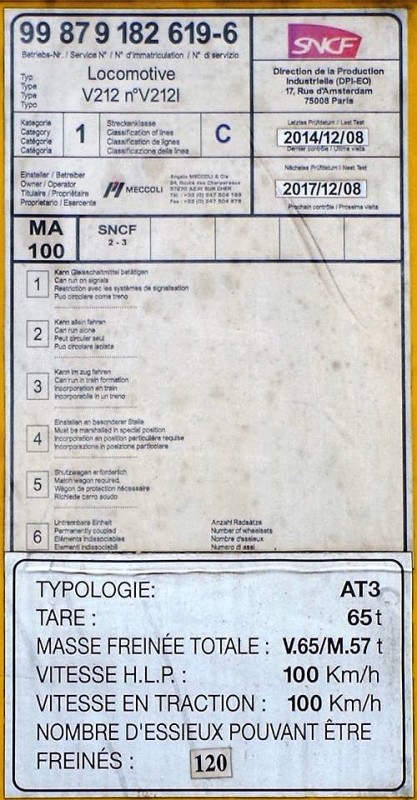 99 87 9 182 619-6
Betriebs-Nr. / Service N° / N° d'immatriculation / N° di servizio
SNCF
Typ
Type
Type
Tipo
Locomotive
V212 n°V212I
Direction de la Production
Industrielle (DPI-EO)
17, Rue d'Amsterdam
75008 Paris
Kategorie
Category
Catégorie
Catégoria
1
Streckenklasse
Classification of lines
Classification de lignes
Classificazione della linea
C
Letztes Prüfdatum / Last Test
2014/12/08
Dernier contrôle / Ultima visita
Einsteller / Betreiber
Owner / Operator
Titulaire / Propriétaire
Proprietario / Esercente
MECCOLI
Nächstes Prüfdatum / Next Test
2017/12/08
Prochain contrôle / Prossima visita
MA
100
SNCF
2 - 3
1
Kann Gleisschaltmittel betätigen
Can run on signals
Restriction avec les systèmes de signalisation
Puo circolare come treno
2
Kann allein fahren
Can run alone
Peut circuler seul
Puo circulare isolata
3
Kann im zug fahren
Can run in train formation
Incorporation en train
Incorporabile in un treno
4
Einstellen an besonderer Stelle
Must be marshalled in special position
Incorporation en position particulière requise
Incorporazione in posizione particolare
5
Schutzwagen erforderlich
Match wagon required
Wagon de protection nécessaire
Richiede carro scudo
6
Untrennbare Einheit
Permanently coupled
Eléments indissociables
Elementi indissociabili
Anzahl Radsätze
Number of wheelsets
Nombre d'essieux
Numero di assi
TYPOLOGIE: AT3
TARE : 65 t
MASSE FREINÉE TOTALE : V.65/M.57 t
VITESSE H.L.P. : 100 Km/h
VITESSE EN TRACTION : 100 Km/h
NOMBRE D'ESSIEUX POUVANT ÊTRE
FREINÉS : 120